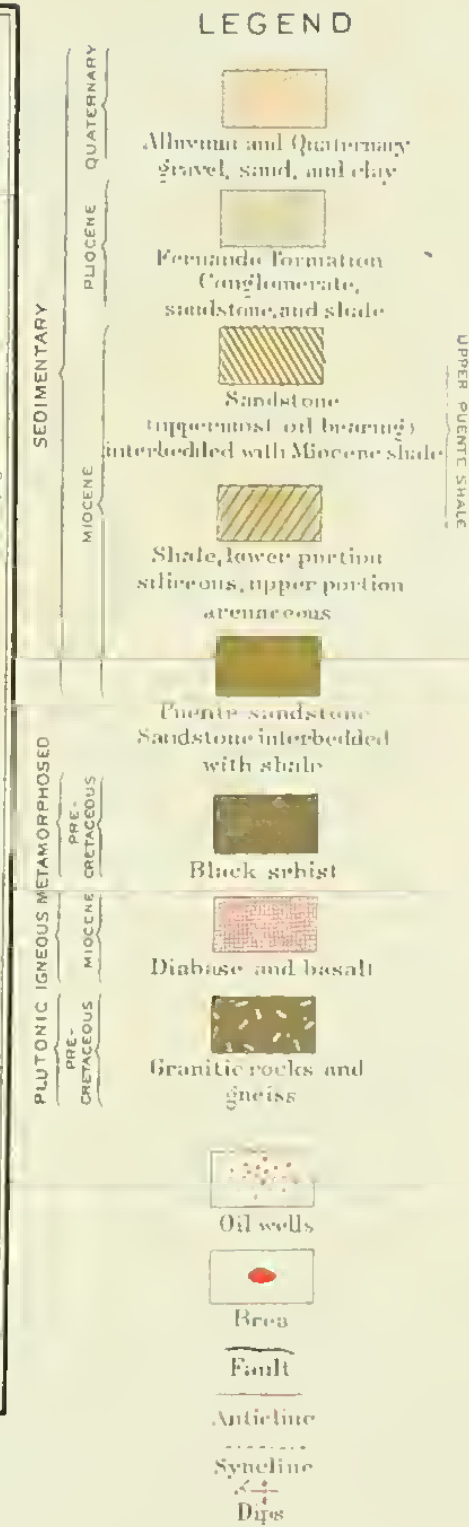 LEGEND
QUATERNARY
Alluvium and Quaternary
gravel, sand, and clay
SEDIMENTARY
PLIOCENE
Fernando formation
Conglomerate,
sandstone, and shale
MIOCENE
Sandstone
(uppermost oil bearing)
interbedded with Miocene shale
UPPER PUENTE SHALE
Shale, lower portion
siliceous, upper portion
arenaceous
Puente sandstone
Sandstone interbedded
with shale
METAMORPHOSED
PRE-
CRETACEOUS
Black schist
IGNEOUS
MIOCENE
Diabase and basalt
PLUTONIC
PRE-
CRETACEOUS
Granitic rocks and
gneiss
Oil wells
Brea
Fault
Anticline
Syncline
Dips